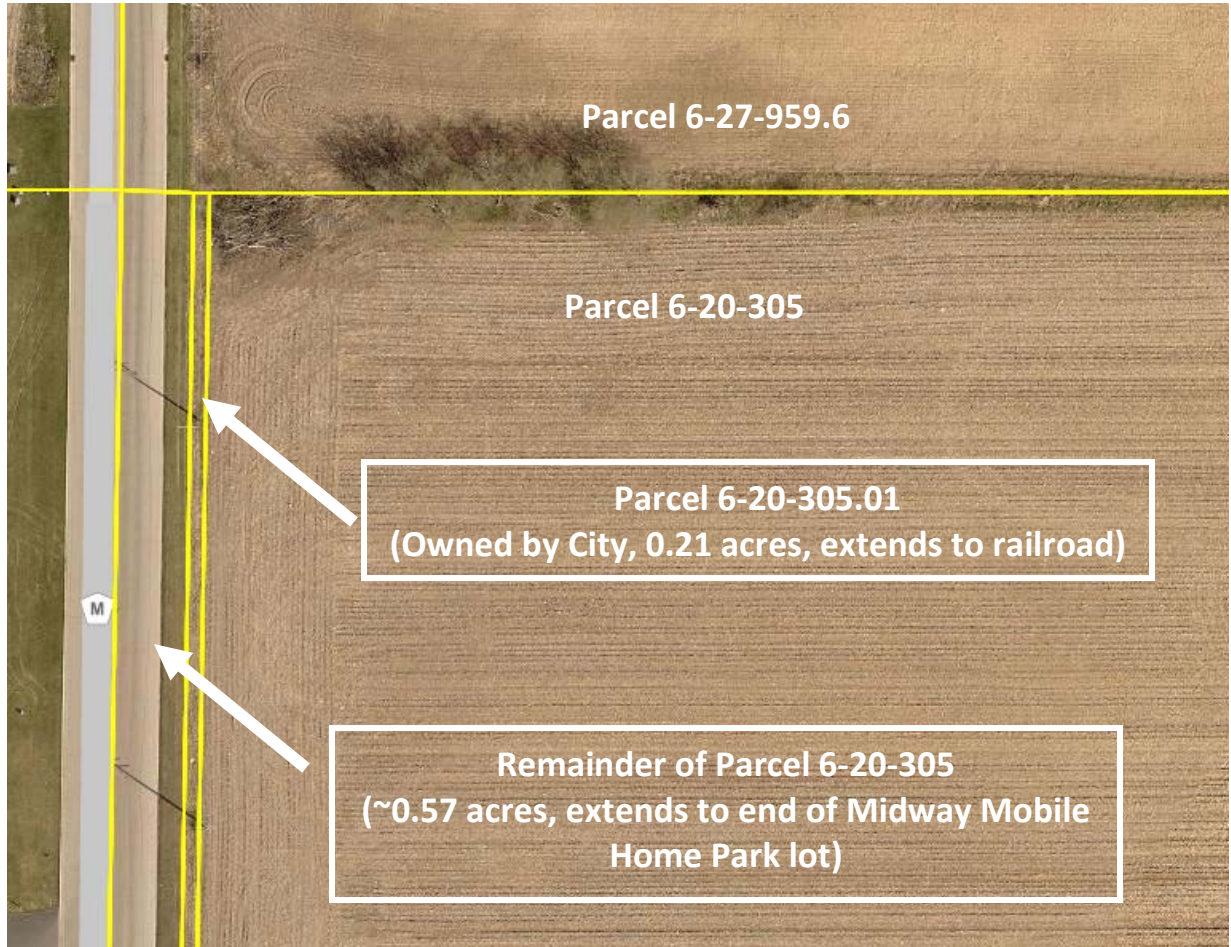 Parcel 6-27-959.6
Parcel 6-20-305
Parcel 6-20-305.01
(Owned by City, 0.21 acres, extends to railroad)
M
Remainder of Parcel 6-20-305
(~0.57 acres, extends to end of Midway Mobile
Home Park lot)